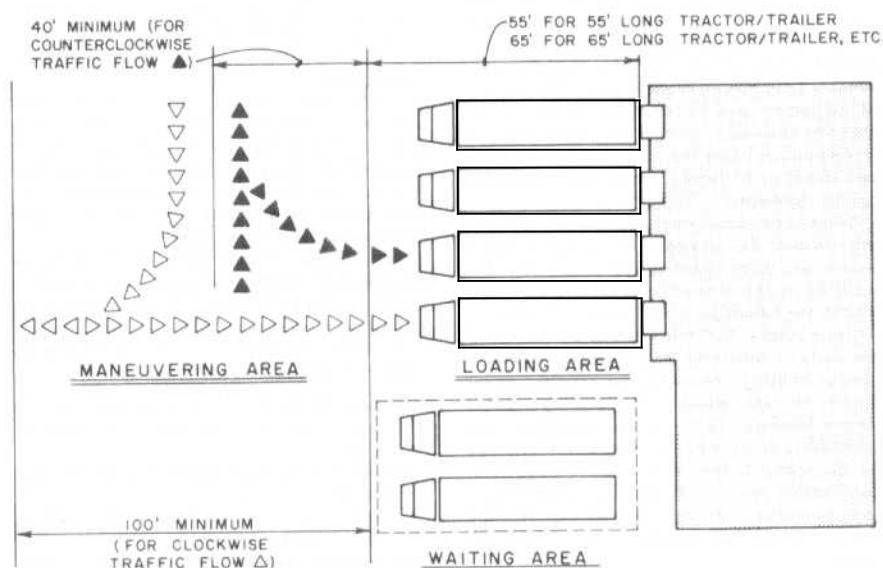 40' MINIMUM (FOR
COUNTERCLOCKWISE
TRAFFIC FLOW ▲)
55' FOR 55' LONG TRACTOR/TRAILER
65' FOR 65' LONG TRACTOR/TRAILER, ETC
MANEUVERING AREA
LOADING AREA
100' MINIMUM
(FOR CLOCKWISE
TRAFFIC FLOW △)
WAITING AREA